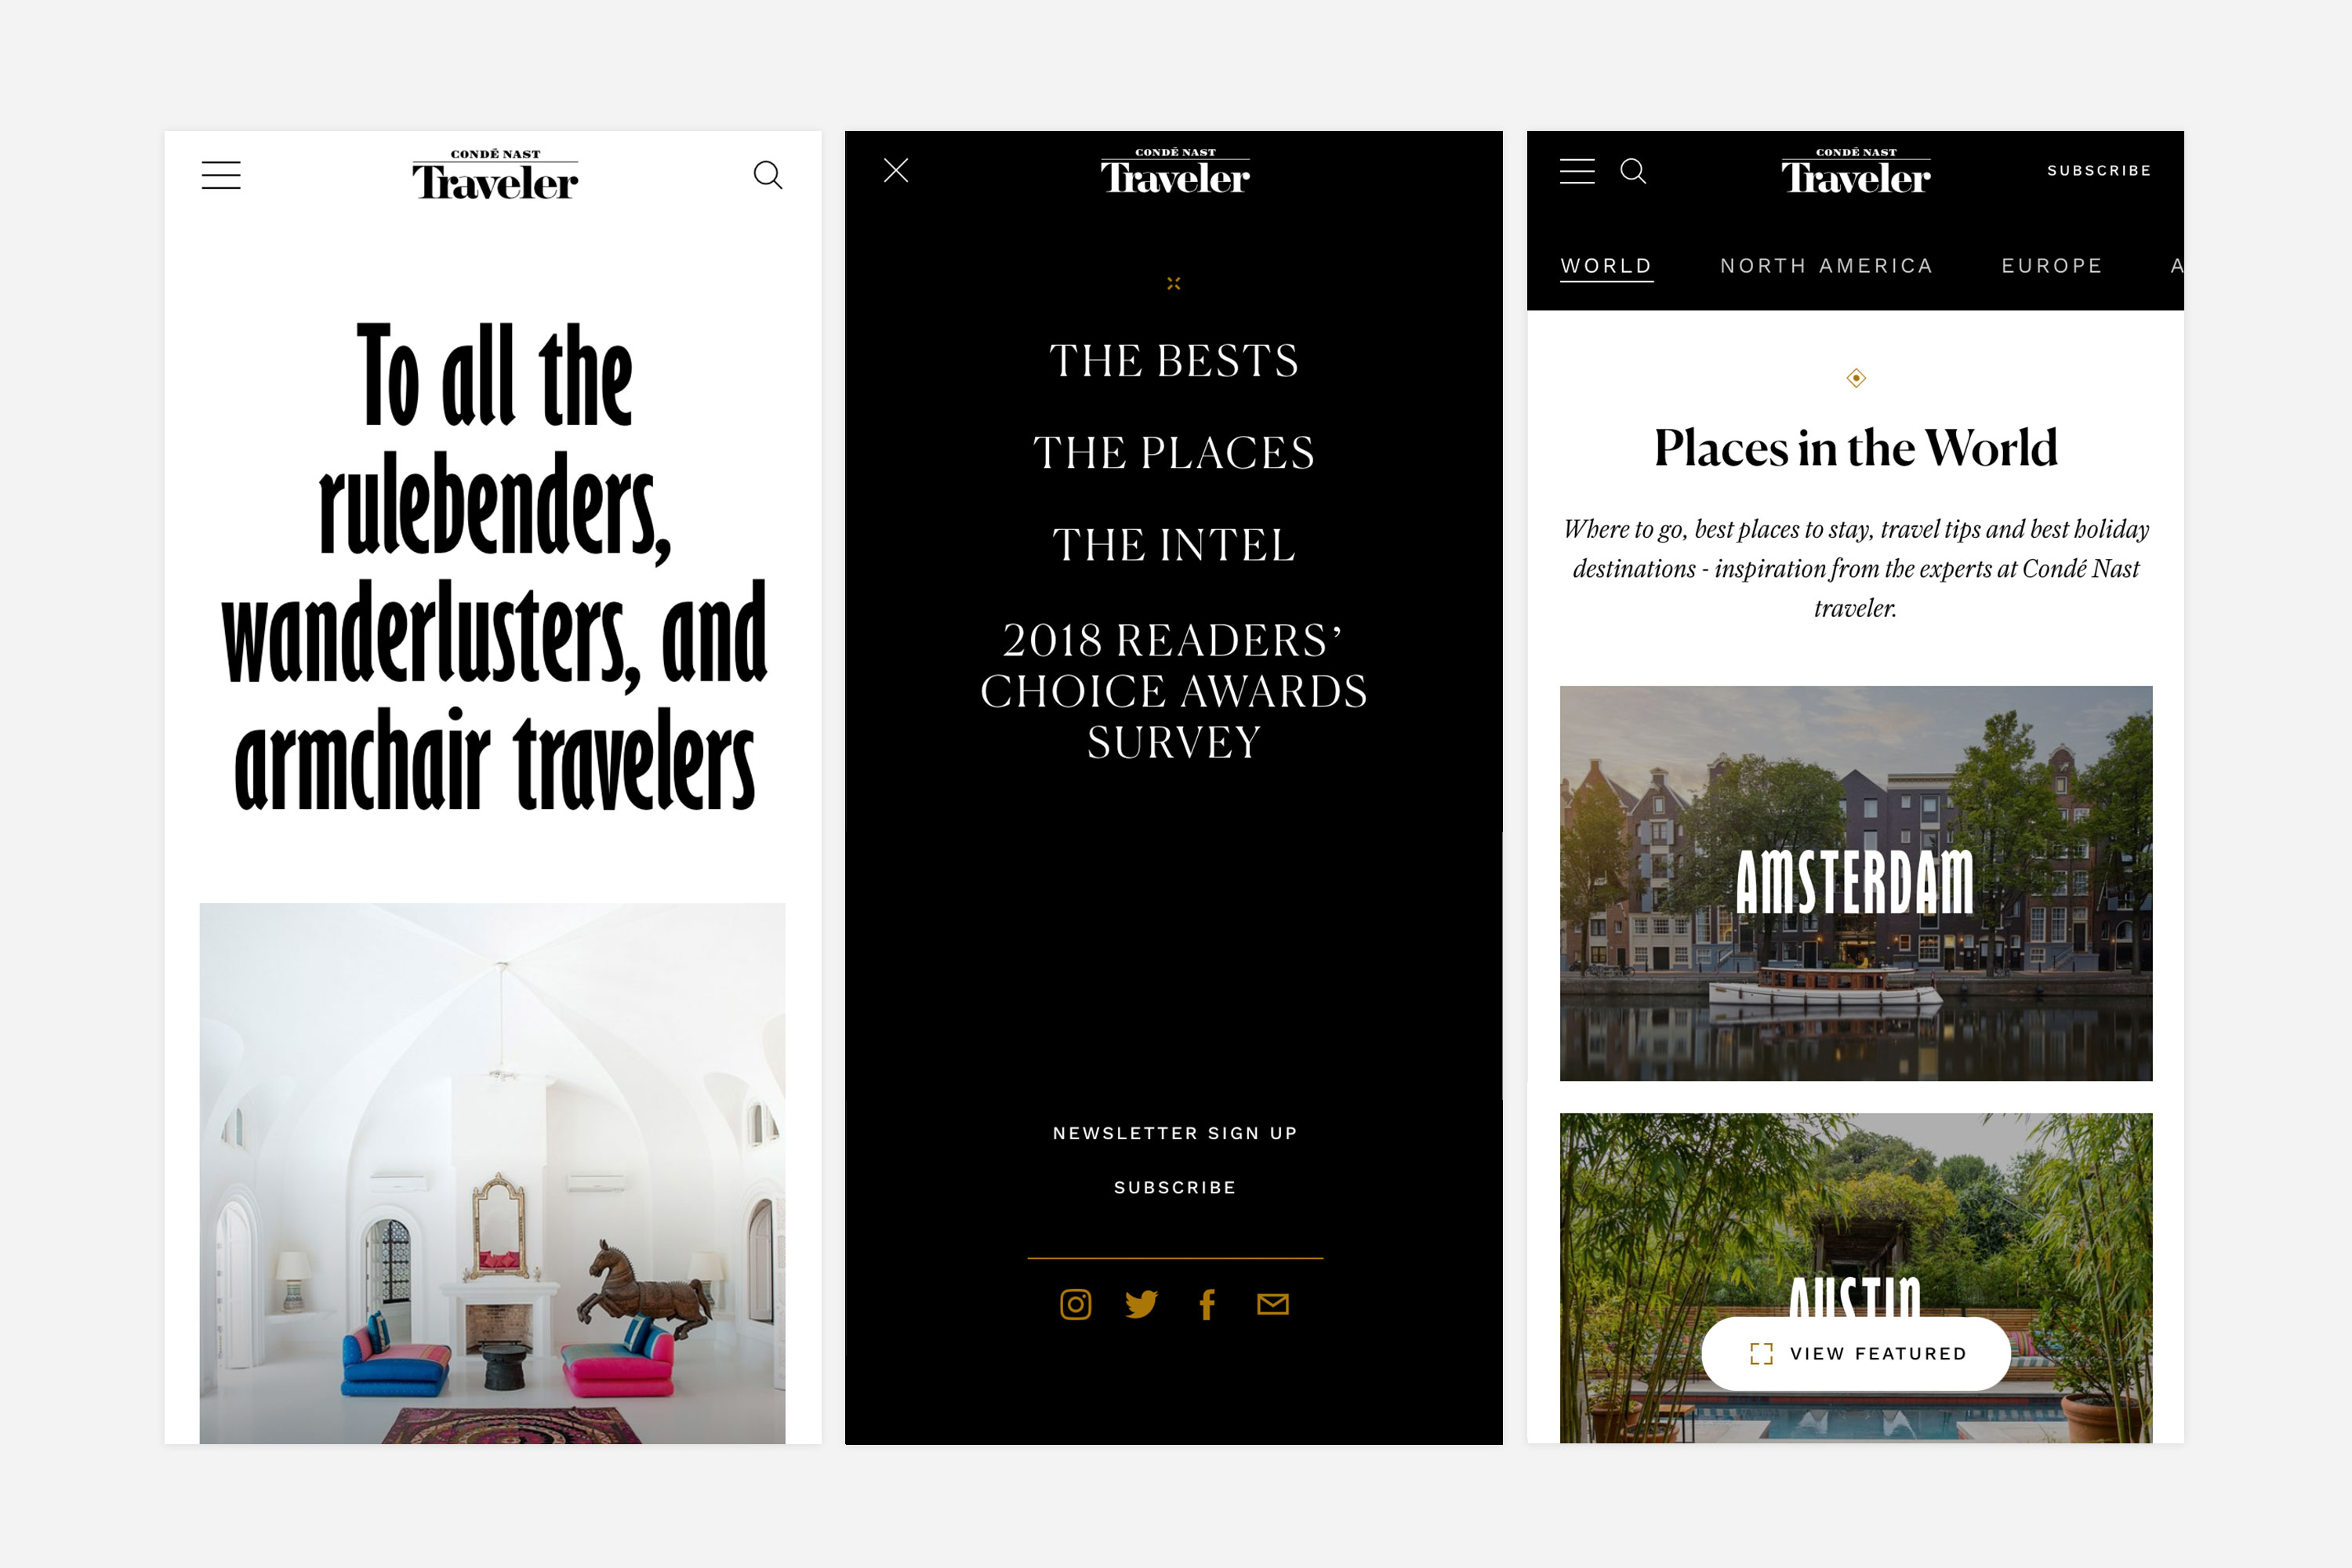 CONDÉ NAST
Traveler
To all the
rulebenders,
wanderlusters, and
armchair travelers
CONDÉ NAST
Traveler
THE BESTS
THE PLACES
THE INTEL
2018 READERS’
CHOICE AWARDS
SURVEY
NEWSLETTER SIGN UP
SUBSCRIBE
CONDÉ NAST
Traveler
SUBSCRIBE
WORLD NORTH AMERICA EUROPE A
Places in the World
Where to go, best places to stay, travel tips and best holiday
destinations - inspiration from the experts at Condé Nast
traveler.
AMSTERDAM
AUSTIN
VIEW FEATURED